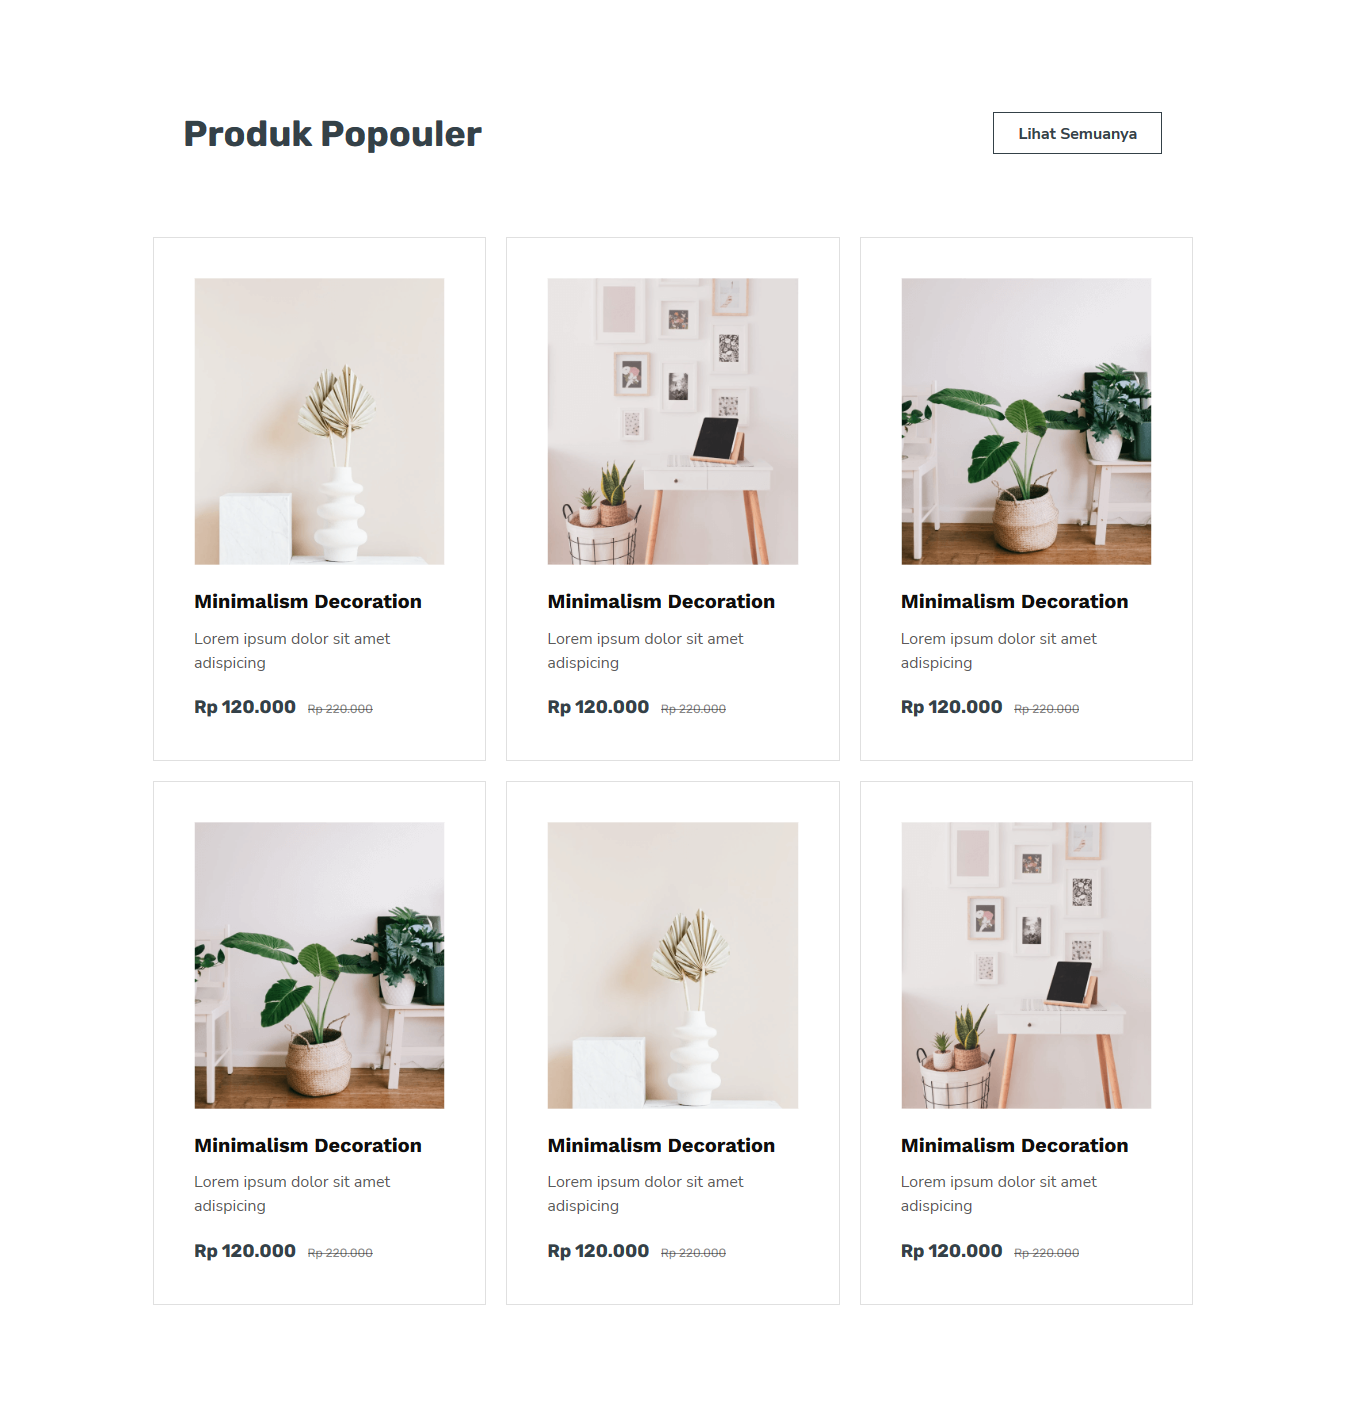 Produk Popouler
Lihat Semuanya
Minimalism Decoration
Lorem ipsum dolor sit amet
adispicing
Rp 120.000 Rp 220.000
Minimalism Decoration
Lorem ipsum dolor sit amet
adispicing
Rp 120.000 Rp 220.000
Minimalism Decoration
Lorem ipsum dolor sit amet
adispicing
Rp 120.000 Rp 220.000
Minimalism Decoration
Lorem ipsum dolor sit amet
adispicing
Rp 120.000 Rp 220.000
Minimalism Decoration
Lorem ipsum dolor sit amet
adispicing
Rp 120.000 Rp 220.000
Minimalism Decoration
Lorem ipsum dolor sit amet
adispicing
Rp 120.000 Rp 220.000